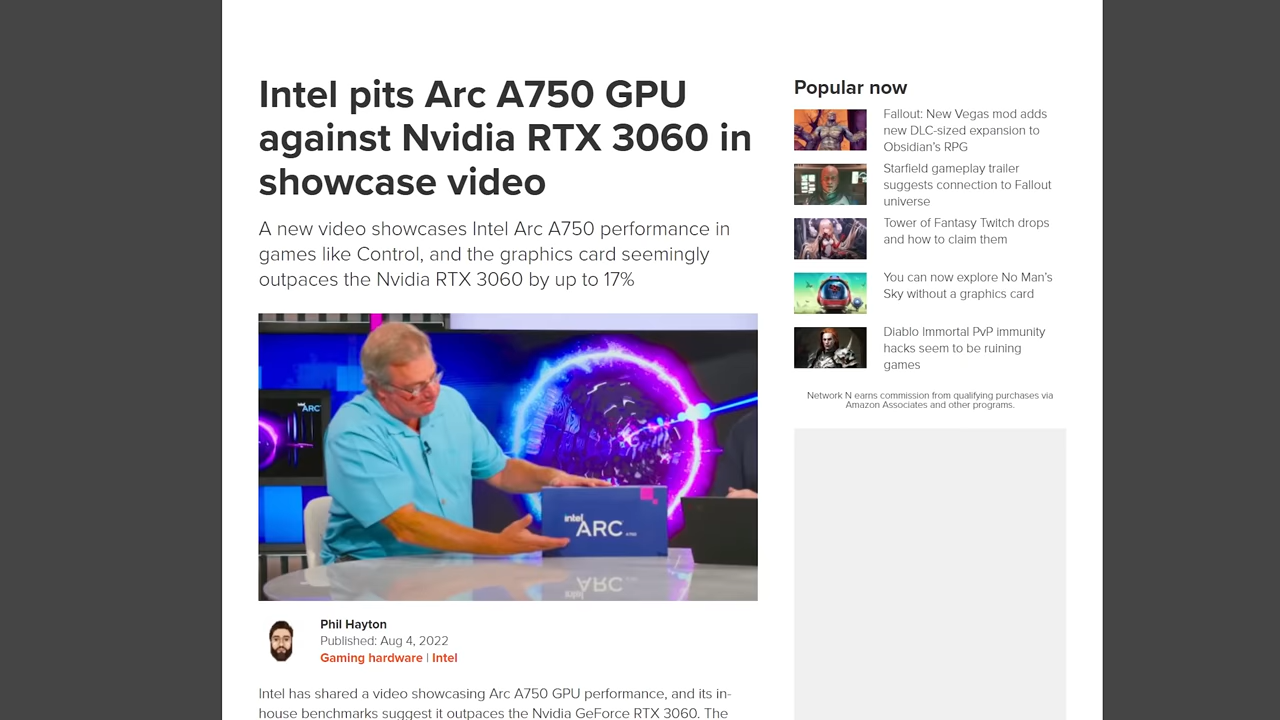 Intel pits Arc A750 GPU
against Nvidia RTX 3060 in
showcase video
A new video showcases Intel Arc A750 performance in
games like Control, and the graphics card seemingly
outpaces the Nvidia RTX 3060 by up to 17%
intel
ARC
intel
ARC
Phil Hayton
Published: Aug 4, 2022
Gaming hardware | Intel
Intel has shared a video showcasing Arc A750 GPU performance, and its in-
house benchmarks suggest it outpaces the Nvidia GeForce RTX 3060. The
Popular now
Fallout: New Vegas mod adds
new DLC-sized expansion to
Obsidian’s RPG
Starfield gameplay trailer
suggests connection to Fallout
universe
Tower of Fantasy Twitch drops
and how to claim them
You can now explore No Man’s
Sky without a graphics card
Diablo Immortal PvP immunity
hacks seem to be ruining
games
Network N earns commission from qualifying purchases via
Amazon Associates and other programs.